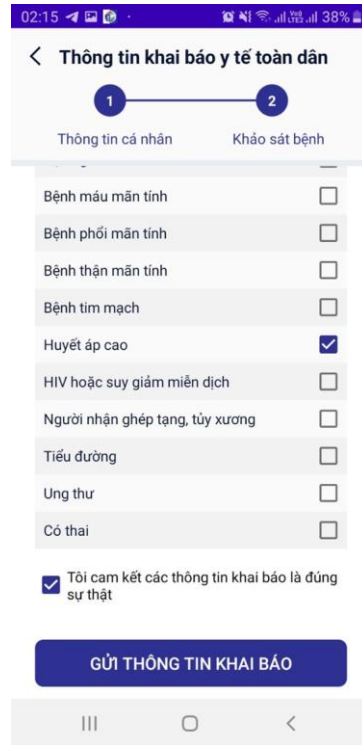 02:15
38%
Thông tin khai báo y tế toàn dân
1
2
Thông tin cá nhân
Khảo sát bệnh
Bệnh máu mãn tính
Bệnh phổi mãn tính
Bệnh thận mãn tính
Bệnh tim mạch
Huyết áp cao
HIV hoặc suy giảm miễn dịch
Người nhận ghép tạng, tủy xương
Tiểu đường
Ung thư
Có thai
Tôi cam kết các thông tin khai báo là đúng
sự thật
GỬI THÔNG TIN KHAI BÁO